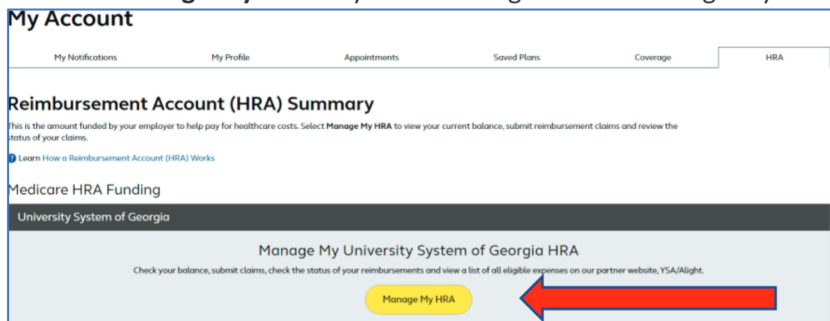 My Account
My Notifications My Profile Appointments Saved Plans Coverage HRA
Reimbursement Account (HRA) Summary
This is the amount funded by your employer to help pay for healthcare costs. Select Manage My HRA to view your current balance, submit reimbursement claims and review the
status of your claims.
Learn How a Reimbursement Account (HRA) Works
Medicare HRA Funding
University System of Georgia
Manage My University System of Georgia HRA
Check your balance, submit claims, check the status of your reimbursements and view a list of all eligible expenses on our partner website, YSA/Alight.
Manage My HRA